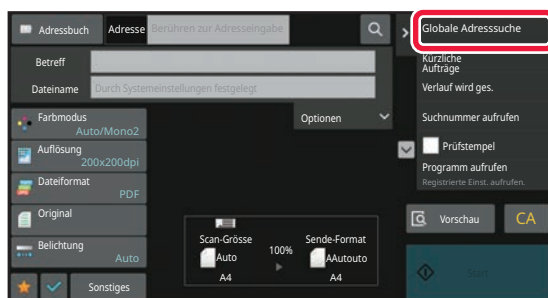 Adressbuch
Adresse
Berühren zur Adresseingabe
Globale Adresssuche
Betreff
Kürzliche
Aufträge
Dateiname
Durch Systemeinstellungen festgelegt
Verlauf wird ges.
Farbmodus
Auto/Mono2
Optionen
Suchnummer aufrufen
Auflösung
200x200dpi
Prüfstempel
Programm aufrufen
Registrierte Einst. aufrufen.
Dateiformat
PDF
Original
Vorschau
CA
Belichtung
Auto
Scan-Grösse
Auto
A4
100%
Sende-Format
AAutouto
A4
Start
Sonstiges